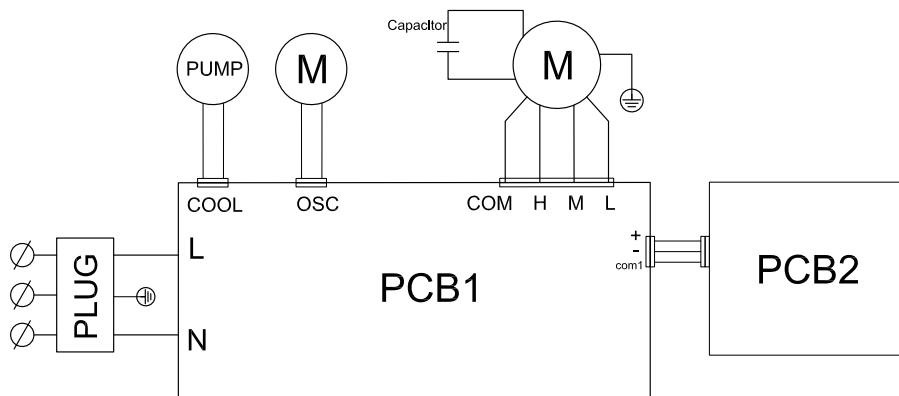 Capacitor
PUMP
M
M
COOL
OSC
COM H M L
L
+
-
com1
PLUG
PCB1
PCB2
N